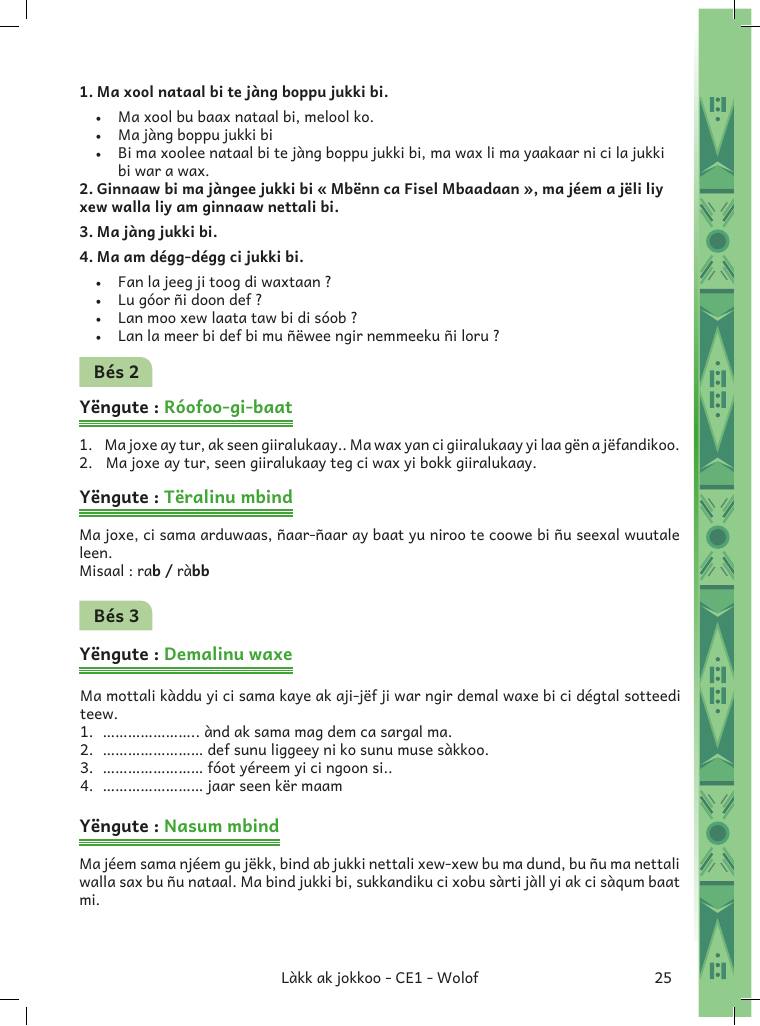 1. Ma xool nataal bi te jàng boppu jukki bi.
• Ma xool bu baax nataal bi, melool ko.
• Ma jàng boppu jukki bi
• Bi ma xoolee nataal bi te jàng boppu jukki bi, ma wax li ma yaakaar ni ci la jukki
bi war a wax.
2. Ginnaaw bi ma jàngee jukki bi « Mbënn ca Fisel Mbaadaan », ma jéem a jëli liy
xew walla liy am ginnaaw nettali bi.
3. Ma jàng jukki bi.
4. Ma am dégg-dégg ci jukki bi.
• Fan la jeeg ji toog di waxtaan ?
• Lu góor ñi doon def ?
• Lan moo xew laata taw bi di sóob ?
• Lan la meer bi def bi mu ñëwee ngir nemmeeku ñi loru ?
Bés 2
Yëngute : Róofoo-gi-baat
1. Ma joxe ay tur, ak seen giiralukaay.. Ma wax yan ci giiralukaay yi laa gën a jëfandikoo.
2. Ma joxe ay tur, seen giiralukaay teg ci wax yi bokk giiralukaay.
Yëngute : Tëralinu mbind
Ma joxe, ci sama arduwaas, ñaar-ñaar ay baat yu niroo te coowe bi ñu seexal wuutale
leen.
Misaal : rab / ràbb
Bés 3
Yëngute : Demalinu waxe
Ma mottali kàddu yi ci sama kaye ak aji-jëf ji war ngir demal waxe bi ci dégtal sotteedi
teew.
1. ………………….. ànd ak sama mag dem ca sargal ma.
2. …………………… def sunu liggeey ni ko sunu muse sàkkoo.
3. …………………… fóot yéreem yi ci ngoon si..
4. …………………… jaar seen kër maam
Yëngute : Nasum mbind
Ma jéem sama njéem gu jëkk, bind ab jukki nettali xew-xew bu ma dund, bu ñu ma nettali
walla sax bu ñu nataal. Ma bind jukki bi, sukkandiku ci xobu sàrti jàll yi ak ci sàqum baat
mi.
Làkk ak jokkoo - CE1 - Wolof 25